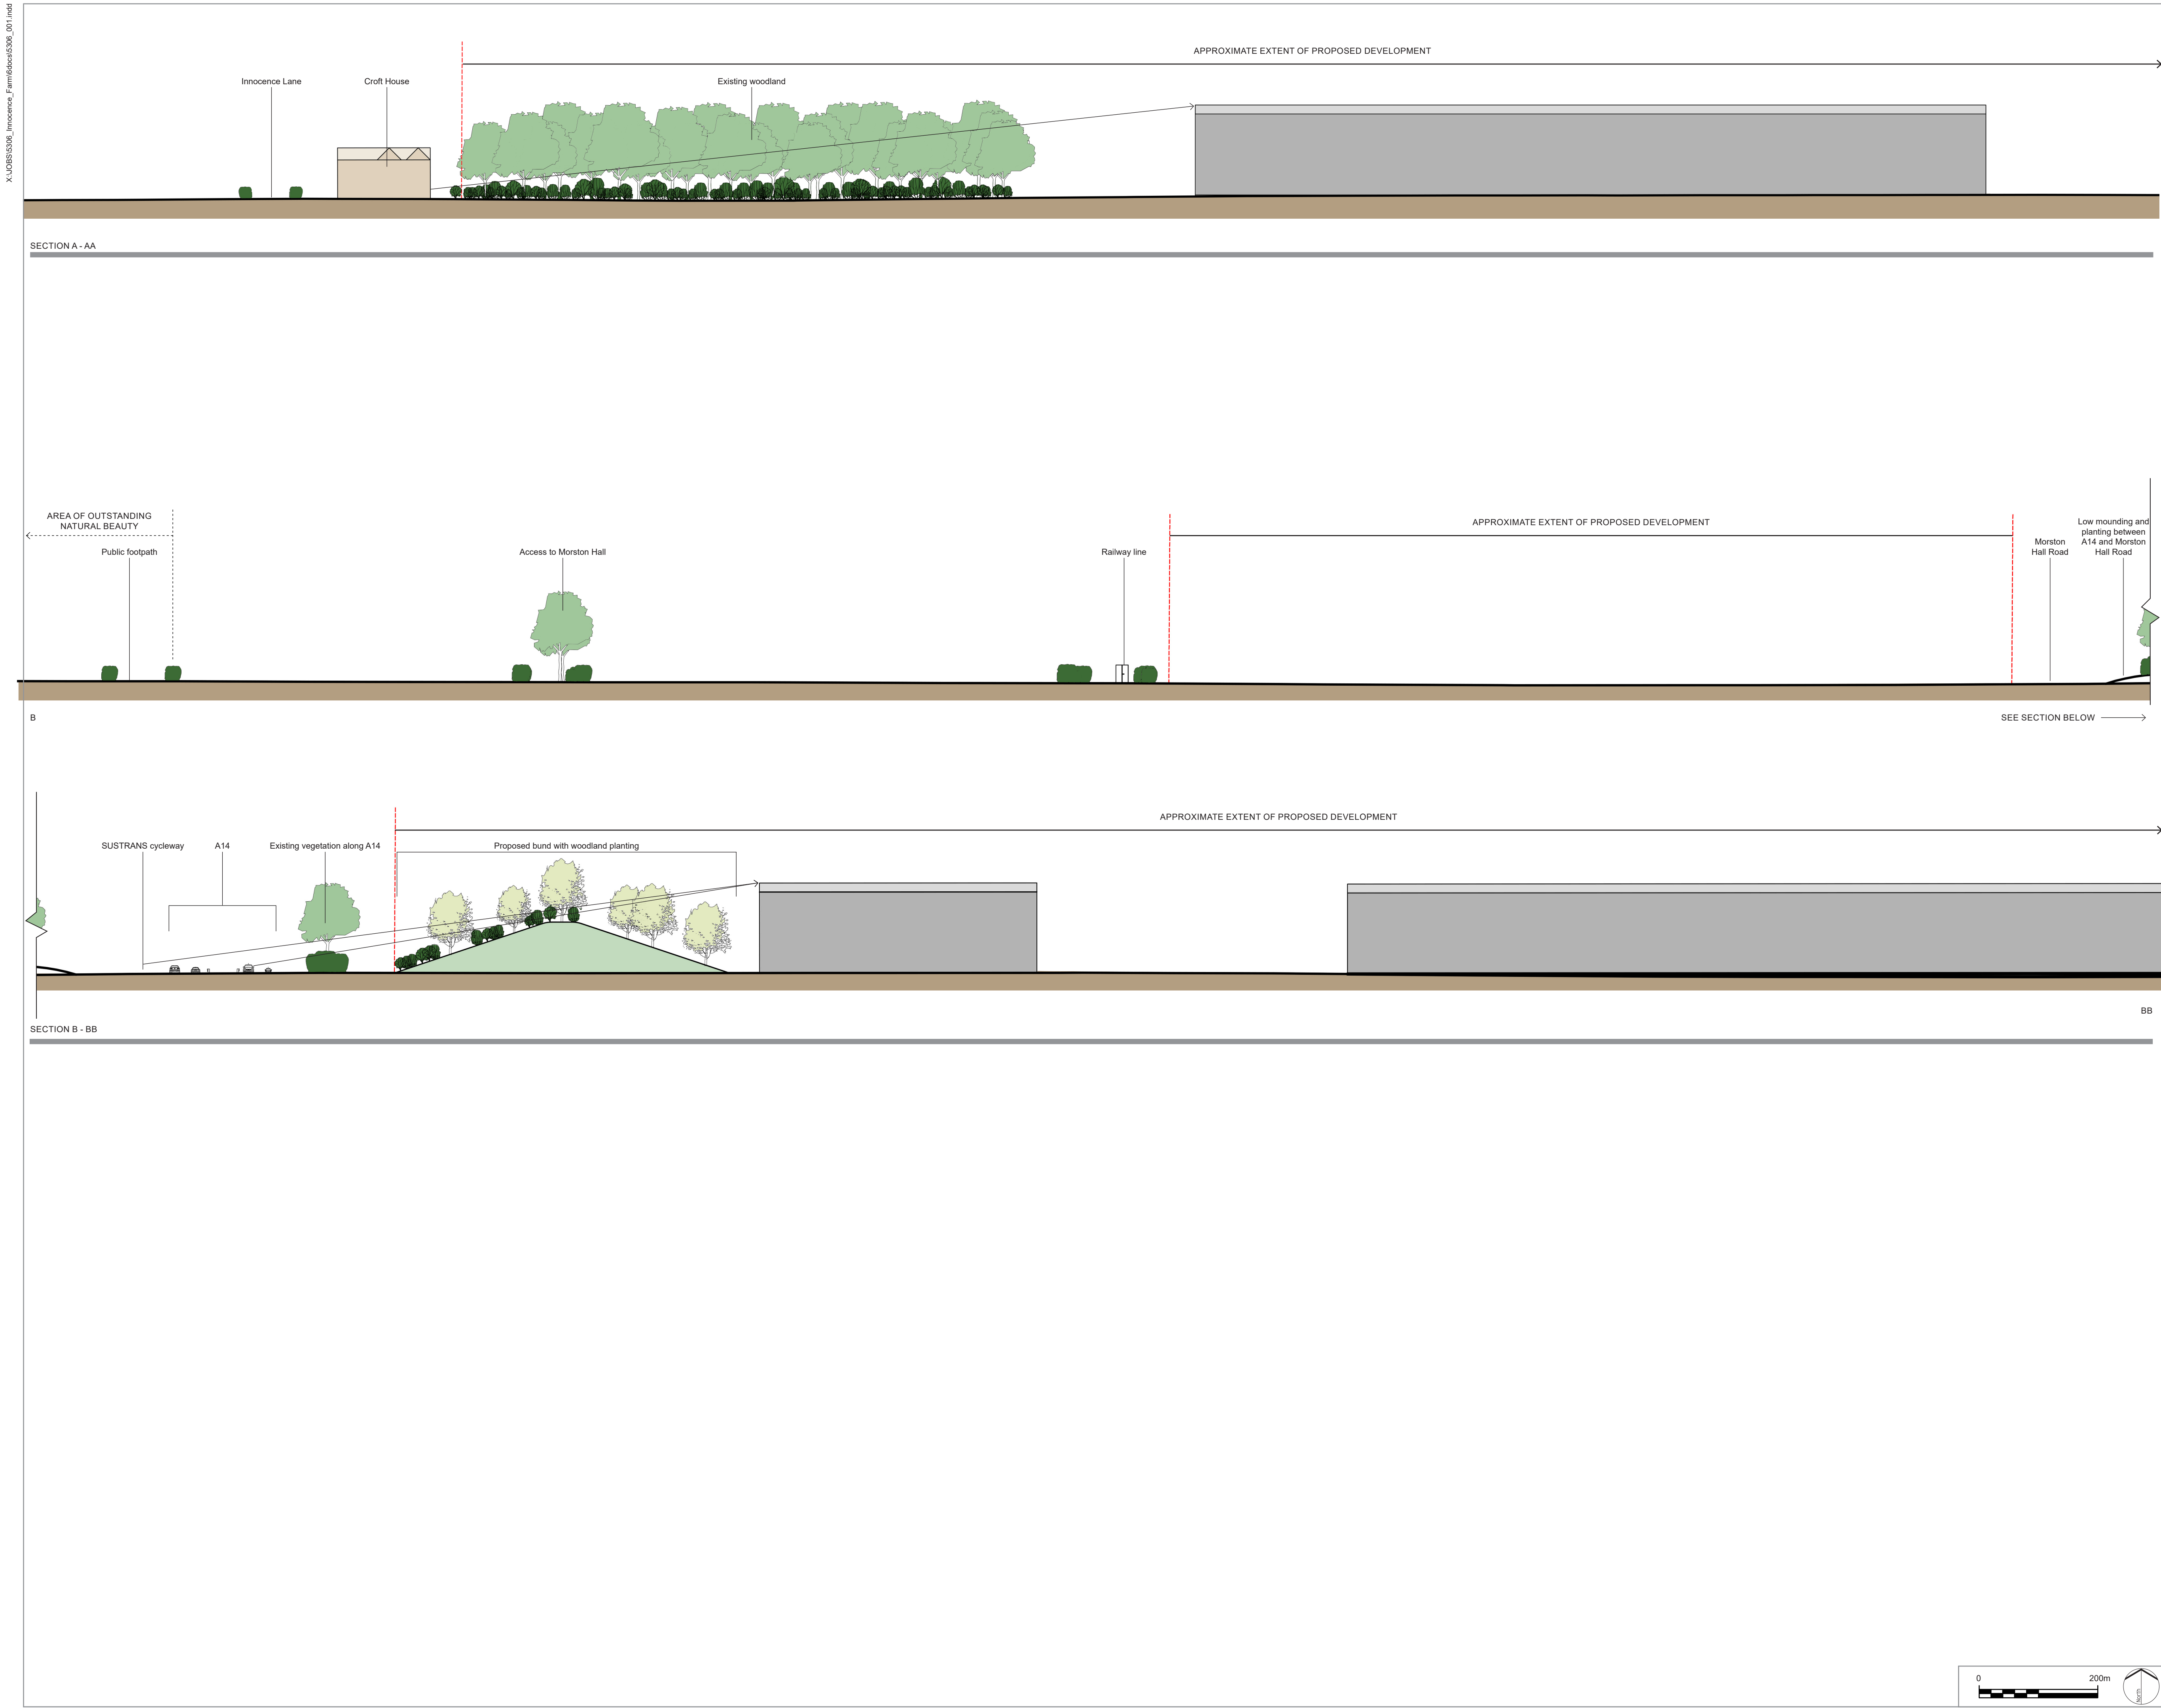 X:\JOBS\5306_Innocence_Farm\6docs\5306_001.indd
APPROXIMATE EXTENT OF PROPOSED DEVELOPMENT
Innocence Lane
Croft House
Existing woodland
SECTION A - AA
AREA OF OUTSTANDING
NATURAL BEAUTY
Public footpath
Access to Morston Hall
Railway line
APPROXIMATE EXTENT OF PROPOSED DEVELOPMENT
Morston
Hall Road
Low mounding and
planting between
A14 and Morston
Hall Road
B
SEE SECTION BELOW
APPROXIMATE EXTENT OF PROPOSED DEVELOPMENT
SUSTRANS cycleway
A14
Existing vegetation along A14
Proposed bund with woodland planting
BB
SECTION B - BB
0
200m
North